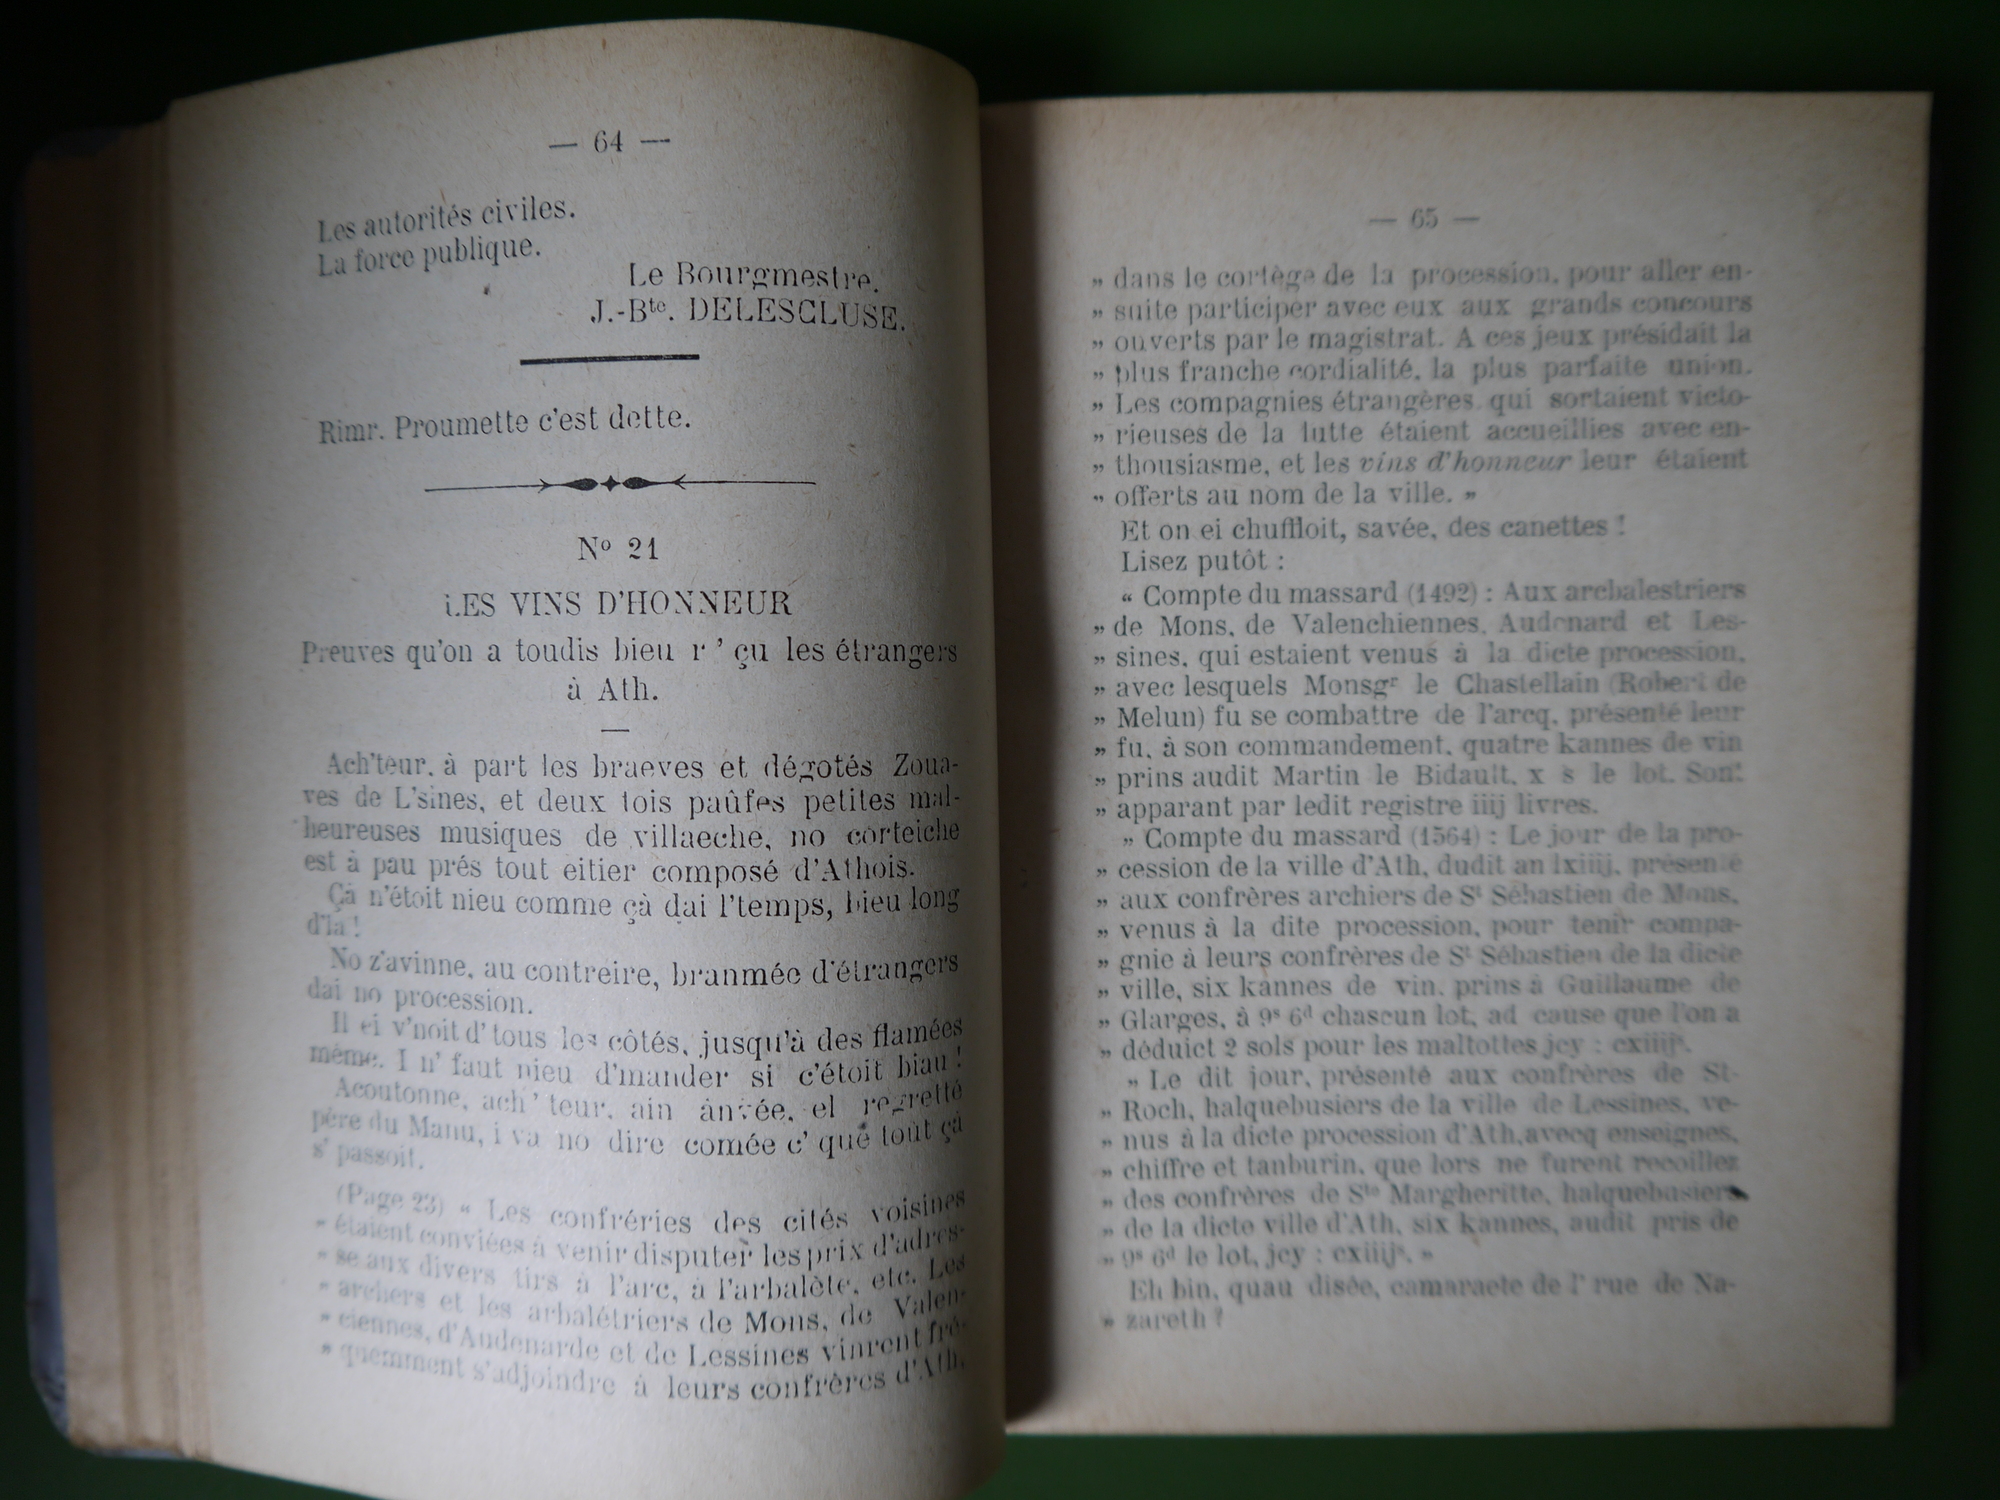 — 64 —
Les autorités civiles.
La force publique.
Le Bourgmestre,
J.-Bte. DELESCLUSE.
Rimr. Proumette c'est dette.
No 21
LES VINS D'HONNEUR
Preuves qu'on a toudis bieu r ' çu les étrangers
à Ath.
—
Ach'teur, à part les braeves et dégotés Zoua-
ves de L'sines, et deux tois paûfes petites mal-
heureuses musiques de villaeche, no corteiche
est à pau prés tout eitier composé d'Athois.
Çà n'étoit nieu comme çà dai l'temps, bieu long
d'là !
No z'avinne, au contreire, branmée d'étrangers
dai no procession.
Il ei v'noit d' tous les côtés, jusqu'à des flamées
même. I n' faut nieu d'mander si c'étoit biau !
Acoutonne, ach' teur, ain ànvée, el regretté
père du Manu, i va no dire comée c' que tout çà
s' passoit.
(Page 23) « Les confréries des cités voisines
» étaient conviées à venir disputer les prix d'adres-
» se aux divers tirs à l'arc, à l'arbalète, etc. Les
» archers et les arbalétriers de Mons, de Valen-
» ciennes, d'Audenarde et de Lessines vinrent fré-
» quemment s'adjoindre à leurs confrères d'Ath,
— 65 —
» dans le cortège de la procession, pour aller en-
» suite participer avec eux aux grands concours
» ouverts par le magistrat. A ces jeux présidait la
» plus franche cordialité, la plus parfaite union.
» Les compagnies étrangères qui sortaient victo-
» rieuses de la lutte étaient accueillies avec en-
» thousiasme, et les vins d'honneur leur étaient
» offerts au nom de la ville. »
Et on ei chuffloit, savée, des canettes !
Lisez putôt :
« Compte du massard (1492) : Aux archalestriers
» de Mons, de Valenchiennes, Audenard et Les-
» sines, qui estaient venus à la dicte procession,
» avec lesquels Monsgr le Chastellain (Robert de
» Melun) fu se combattre de l'arcq, présenté leur
» fu, à son commandement, quatre kannes de vin
» prins audit Martin le Bidault, x s le lot. Sont
» apparant par ledit registre iiij livres.
» Compte du massard (1564) : Le jour de la pro-
» cession de la ville d'Ath, dudit an lxiiij, présenté
» aux confrères archiers de St Sébastien de Mons,
» venus à la dite procession, pour tenir compa-
» gnie à leurs confrères de St Sébastien de la dicte
» ville, six kannes de vin, prins à Guillaume de
» Glarges, à 9s 6d chascun lot, ad cause que l'on a
» déduict 2 sols pour les maltottes jcy : cxiiijs.
» Le dit jour, présenté aux confrères de St-
» Roch, halquebusiers de la ville de Lessines, ve-
» nus à la dicte procession d'Ath, avecq enseignes,
» chiffre et tanburin, que lors ne furent recoillez
» des confrères de Ste Margheritte, halquebusiers
» de la dicte ville d'Ath, six kannes, audit pris de
» 9s 6d le lot, jcy : cxiiijs. »
Eh bin, quau disée, camaraete de l' rue de Na-
» zareth ?